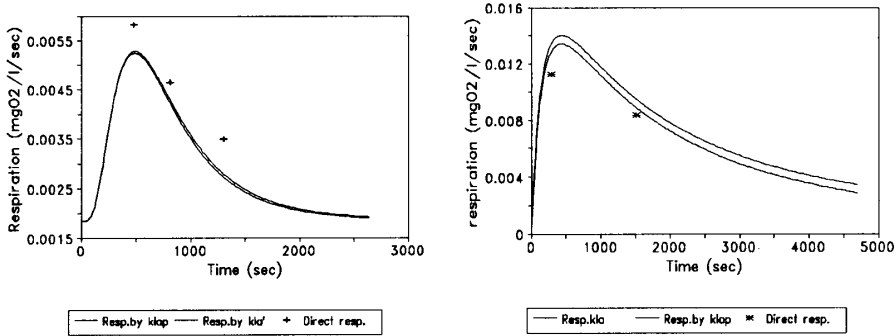 Respiration (mgO2/l/sec)
0.0055
0.0045
0.0035
0.0025
0.0015
0 1000 2000 3000
Time (sec)
Resp.by klap Resp.by kla' + Direct resp.
respiration (mgO2/l/sec)
0.016
0.012
0.008
0.004
0
0 1000 2000 3000 4000 5000
Time (sec)
Resp.kla Resp.by klap * Direct resp.